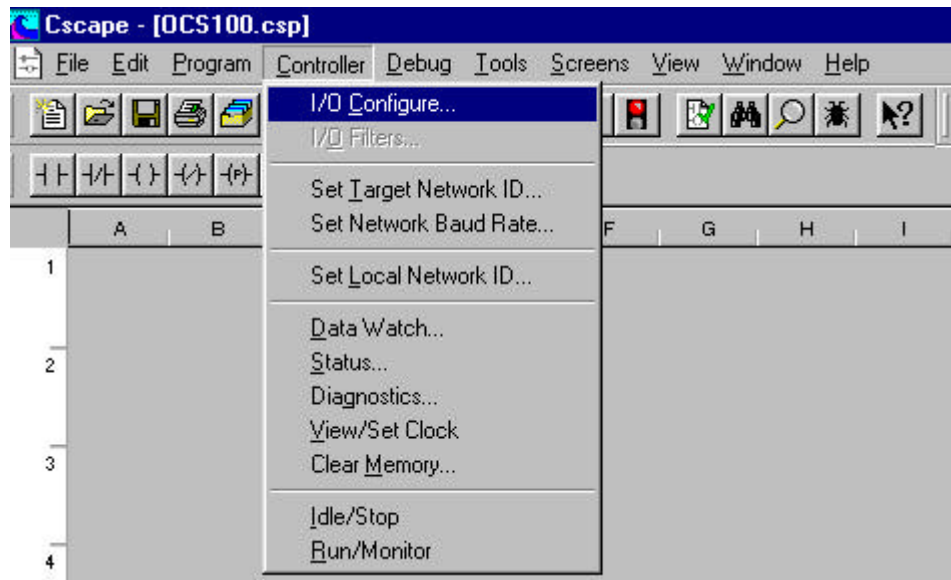 Cscape - [OCS100.csp]
File Edit Program Controller Debug Tools Screens View Window Help
I/O Configure...
I/O Filters...
Set Target Network ID...
Set Network Baud Rate...
Set Local Network ID...
Data Watch...
Status...
Diagnostics...
View/Set Clock
Clear Memory...
Idle/Stop
Run/Monitor
(P)
A B F G H I
1
2
3
4